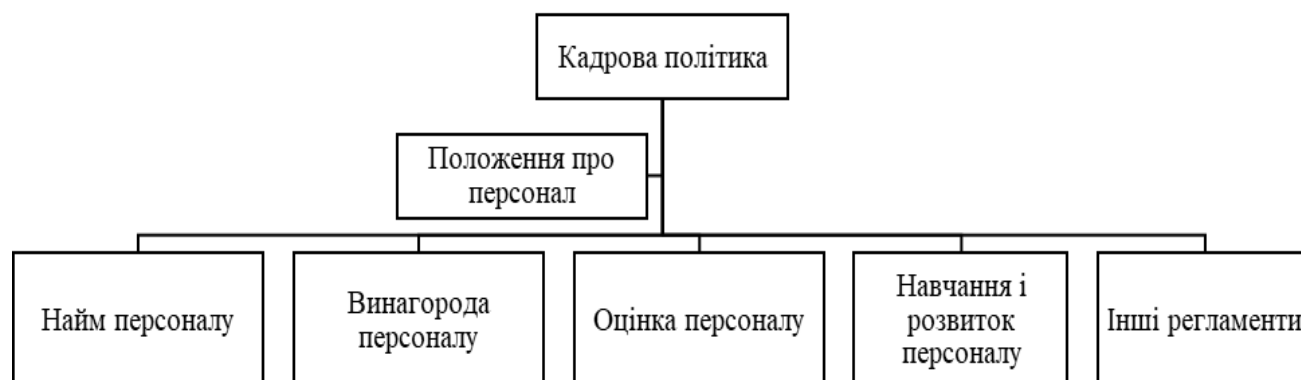 Кадрова політика
Положення про
персонал
Найм персоналу
Винагорода
персоналу
Оцінка персоналу
Навчання і
розвиток
персоналу
Інші регламенти